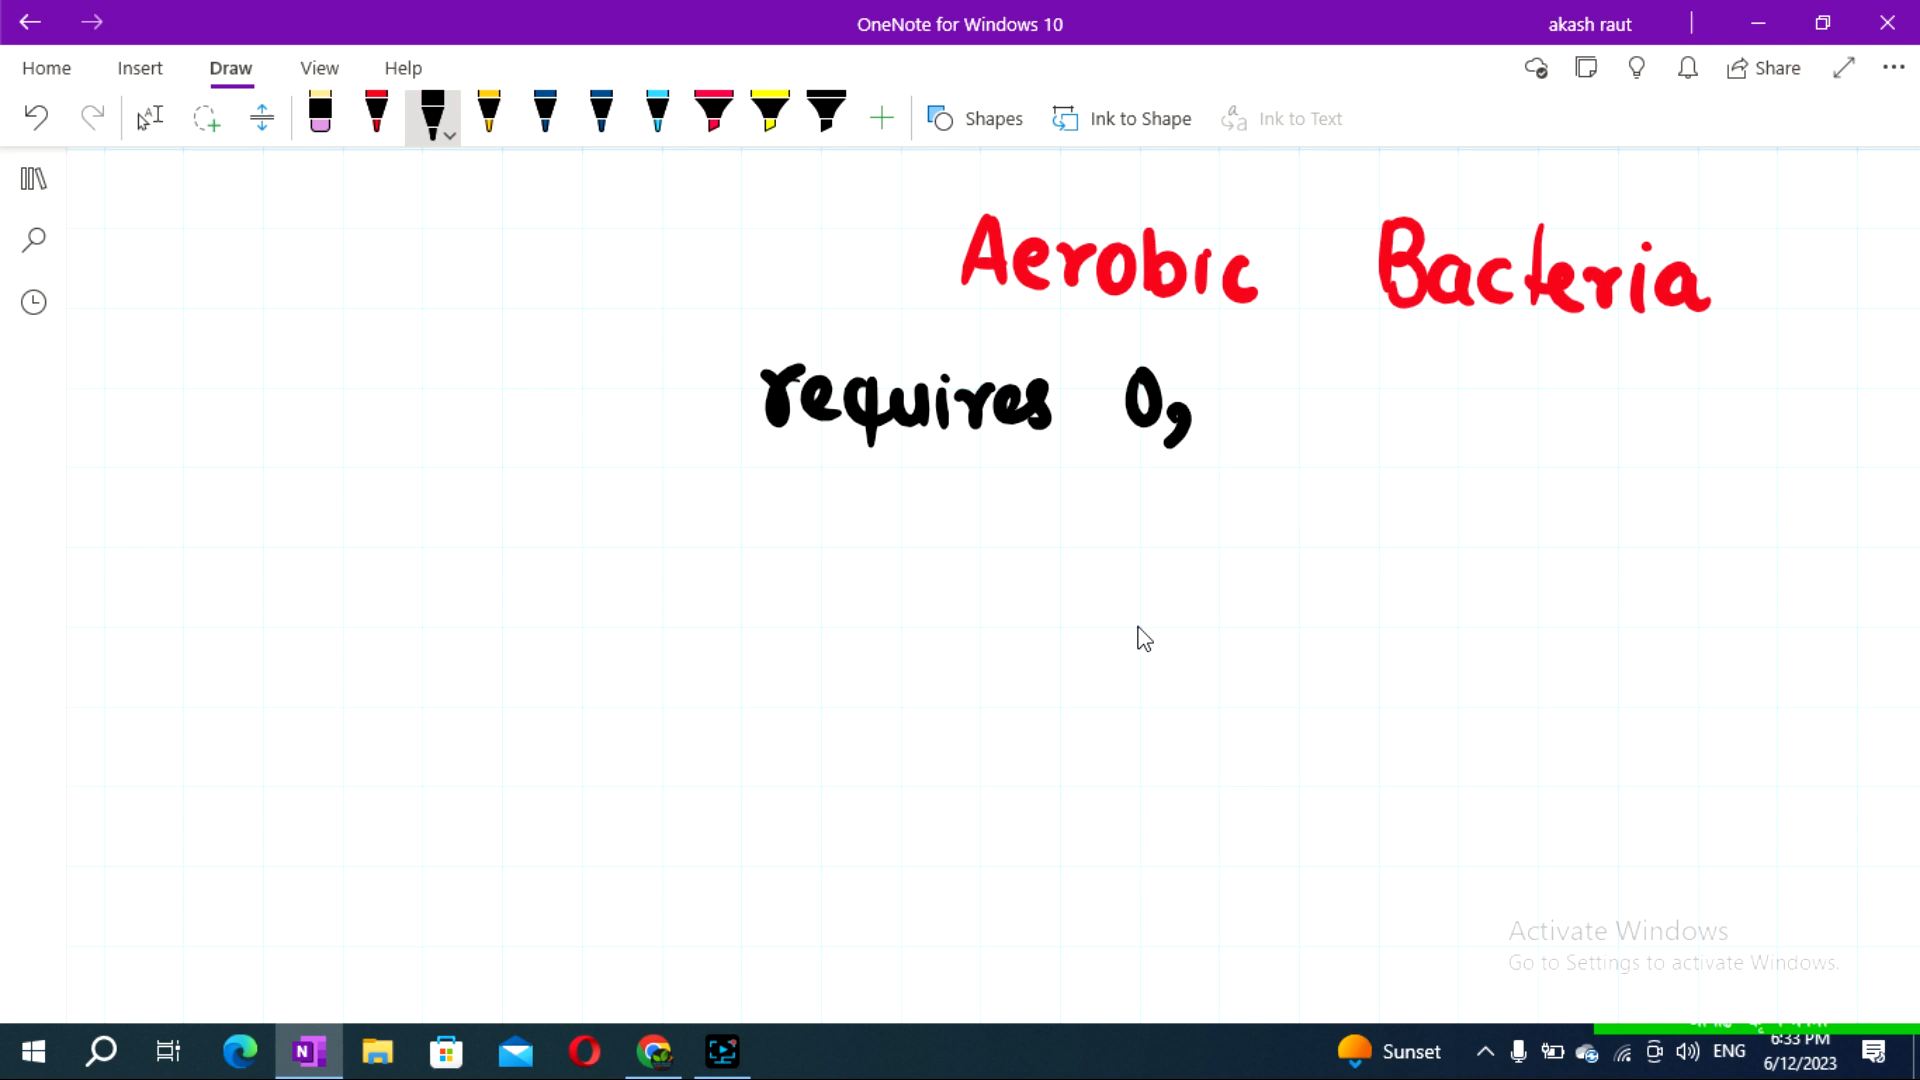 OneNote for Windows 10
akash raut
Home Insert Draw View Help
Share
Shapes
Ink to Shape
Ink to Text
Aerobic Bacteria
requires O,
Activate Windows
Go to Settings to activate Windows.
Sunset
ENG
6:33 PM
6/12/2023